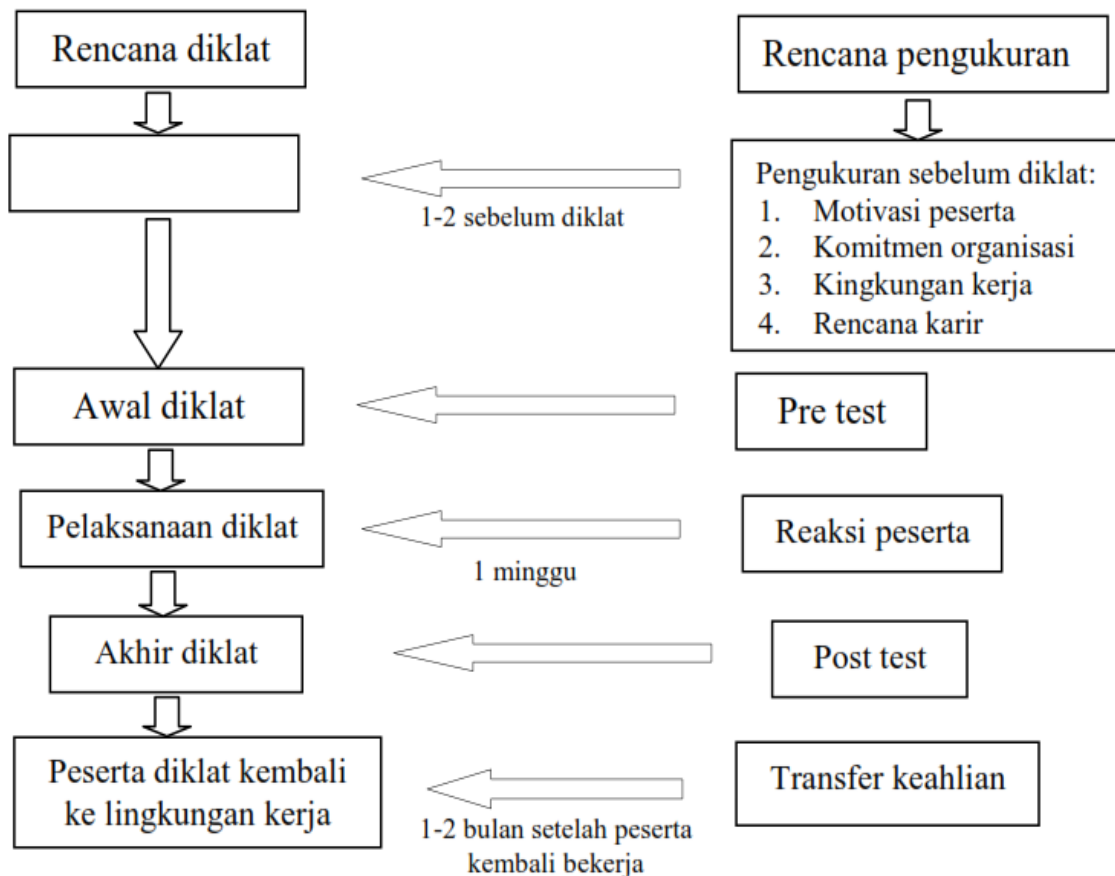 Rencana diklat
Rencana pengukuran
1-2 sebelum diklat
Pengukuran sebelum diklat:
1. Motivasi peserta
2. Komitmen organisasi
3. Kingkungan kerja
4. Rencana karir
Awal diklat
Pre test
Pelaksanaan diklat
1 minggu
Reaksi peserta
Akhir diklat
Post test
Peserta diklat kembali
ke lingkungan kerja
1-2 bulan setelah peserta
kembali bekerja
Transfer keahlian